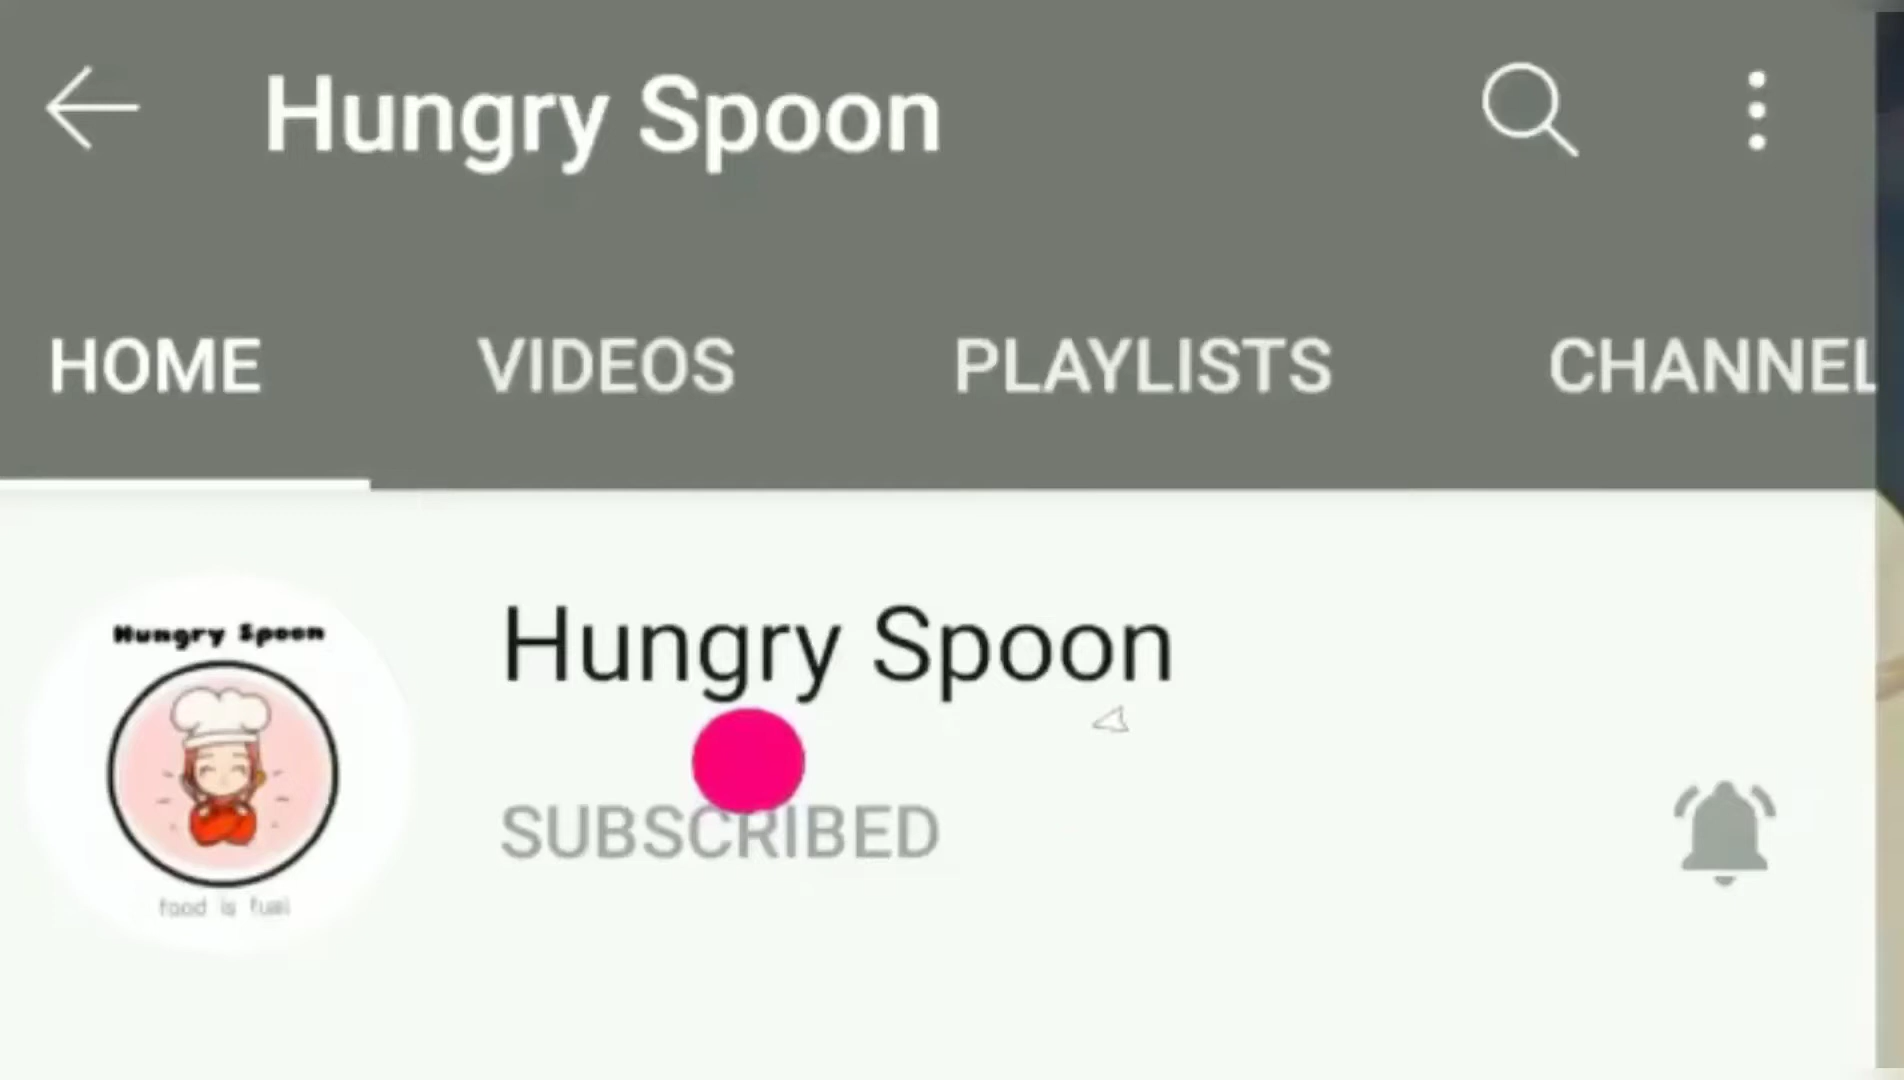 Hungry Spoon
HOME VIDEOS PLAYLISTS CHANNEL
Hungry Spoon
SUBSCRIBED
Hungry Spoon
food is fuel